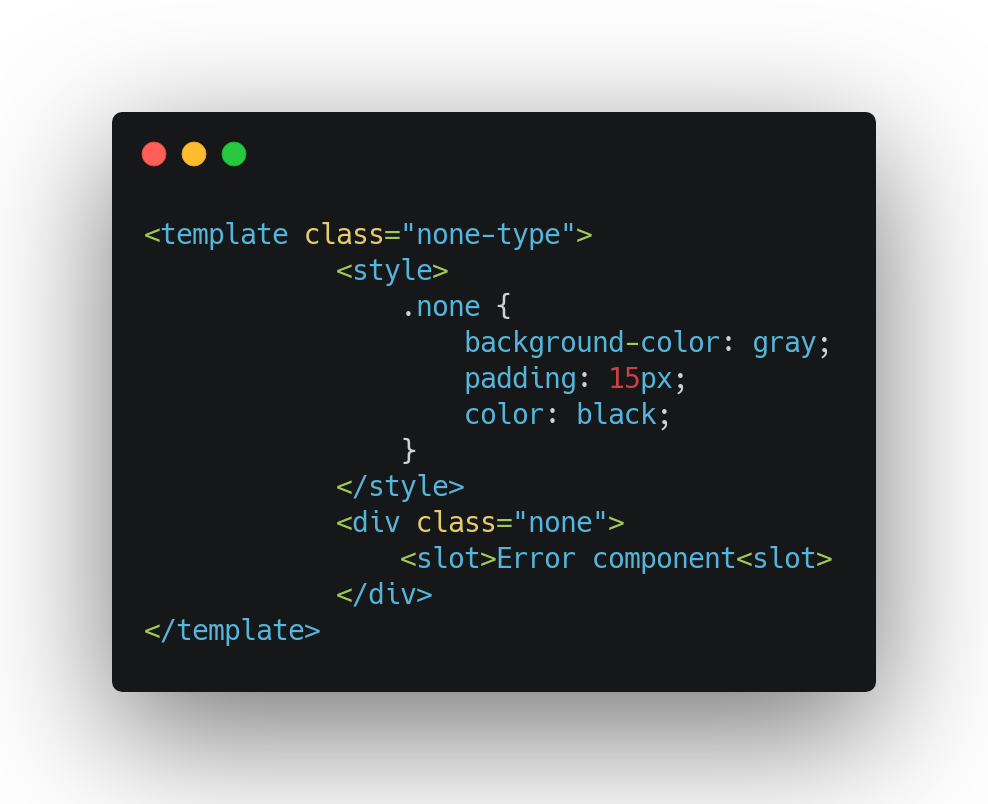 <template class="none-type">
<style>
.none {
background-color: gray;
padding: 15px;
color: black;
}
</style>
<div class="none">
<slot>Error component<slot>
</div>
</template>